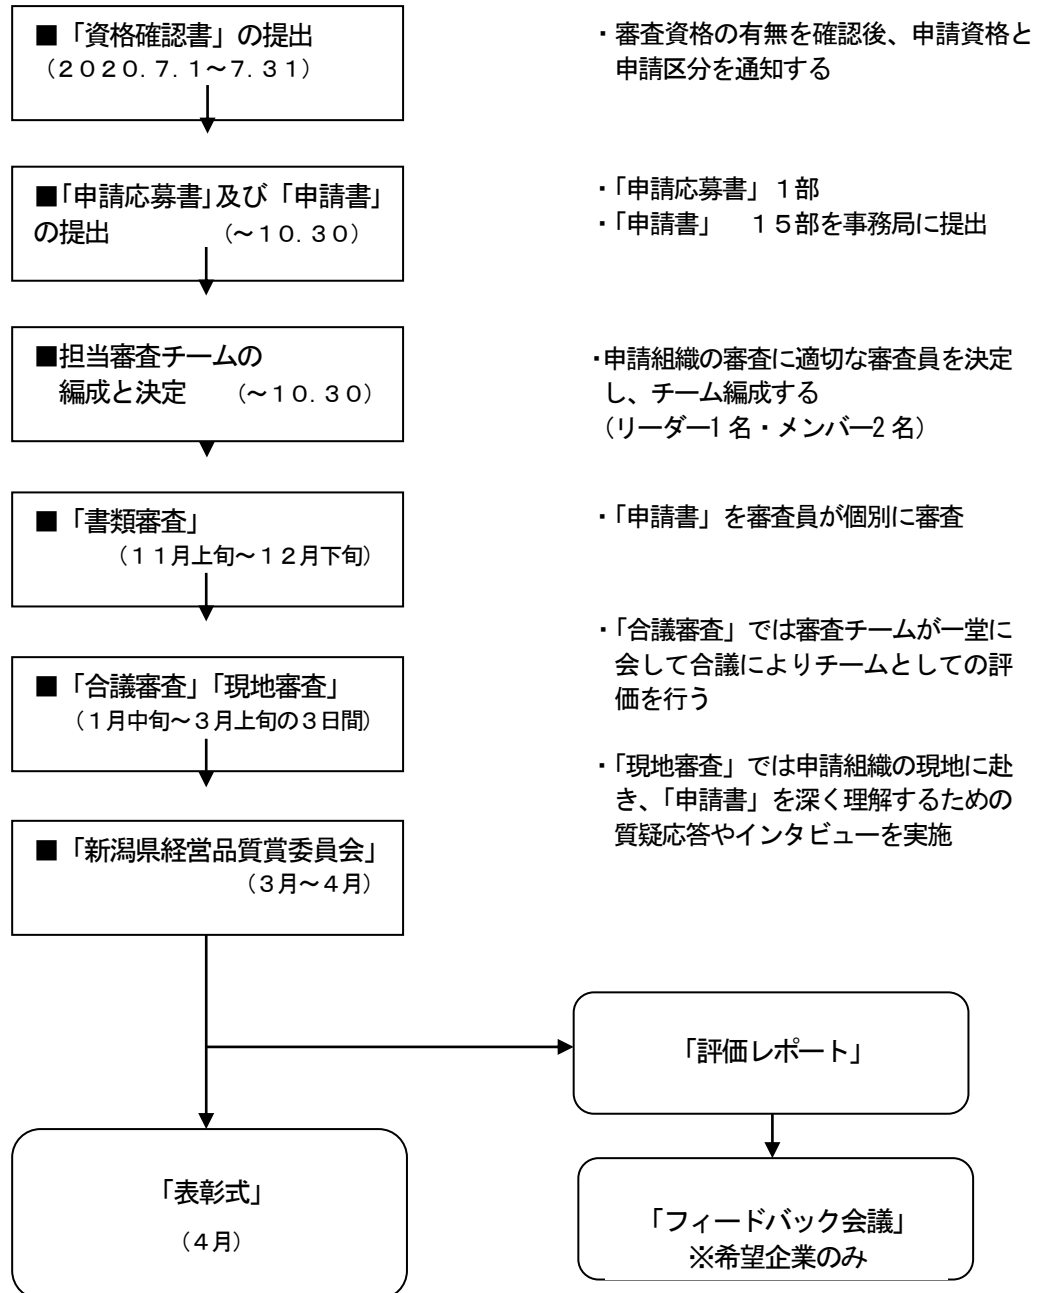 ■「資格確認書」の提出
(2020.7.1～7.31)
・審査資格の有無を確認後、申請資格と
申請区分を通知する
■「申請応募書」及び「申請書」
の提出 (～10.30)
・「申請応募書」1部
・「申請書」 15部を事務局に提出
■担当審査チームの
編成と決定 (～10.30)
・申請組織の審査に適切な審査員を決定
し、チーム編成する
(リーダー1名・メンバー2名)
■「書類審査」
(11月上旬～12月下旬)
・「申請書」を審査員が個別に審査
■「合議審査」「現地審査」
(1月中旬～3月上旬の3日間)
・「合議審査」では審査チームが一堂に
会して合議によりチームとしての評
価を行う
・「現地審査」では申請組織の現地に赴
き、「申請書」を深く理解するための
質疑応答やインタビューを実施
■「新潟県経営品質賞委員会」
(3月～4月)
「評価レポート」
「表彰式」
(4月)
「フィードバック会議」
※希望企業のみ